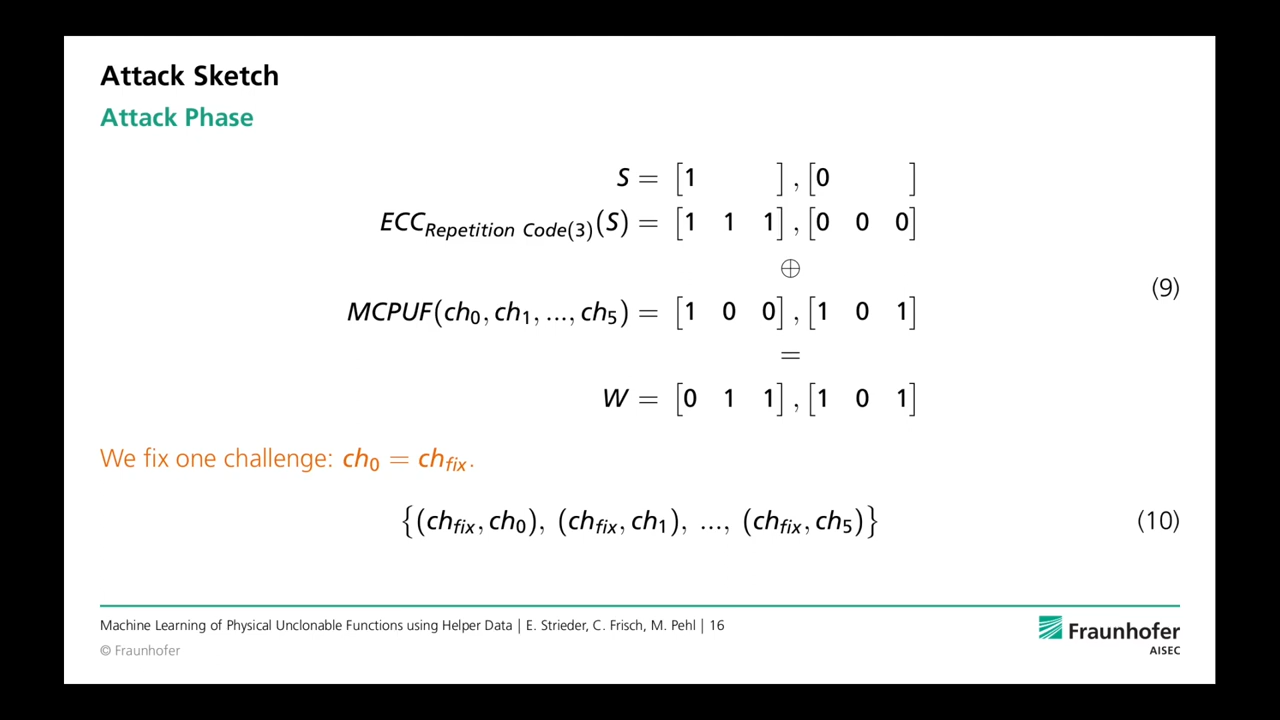 Attack Sketch
Attack Phase
S = [1 ] , [0 ]
ECC_Repetition Code(3)(S) = [1 1 1] , [0 0 0]
⊕
(9)
MCPUF(ch₀, ch₁, ..., ch₅) = [1 0 0] , [1 0 1]
=
W = [0 1 1] , [1 0 1]
We fix one challenge: ch₀ = ch_fix.
{(ch_fix, ch₀), (ch_fix, ch₁), ..., (ch_fix, ch₅)} (10)
Machine Learning of Physical Unclonable Functions using Helper Data | E. Strieder, C. Frisch, M. Pehl | 16
© Fraunhofer
Fraunhofer
AISEC